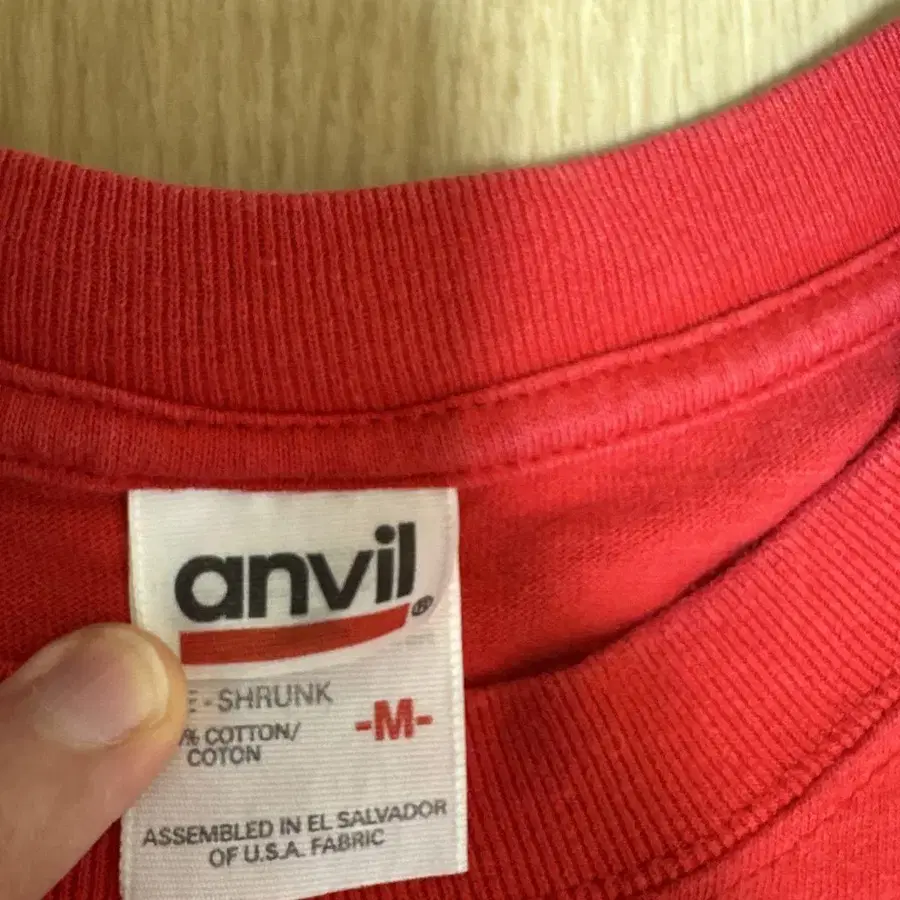 anvil®
E-SHRUNK
-M-
% COTTON/
COTON
ASSEMBLED IN EL SALVADOR
OF U.S.A. FABRIC